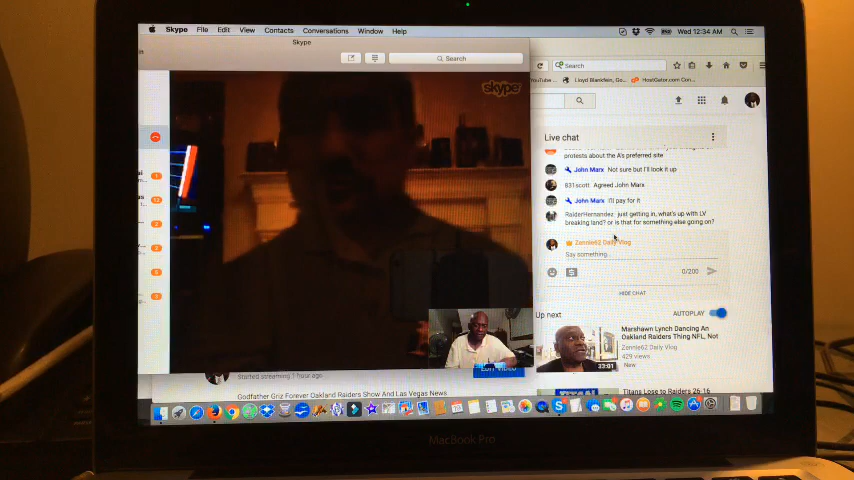 Skype File Edit View Contacts Conversations Window Help Wed 12:34 AM
Skype
in
Search
Search
YouTube ... Lloyd Blankfein, Go... HostGator.com Con...
skype
Live chat
protests about the A's preferred site
John Marx Not sure but I'll look it up
831scott Agreed John Marx
John Marx I'll pay for it
RaiderHernandez just getting in, what's up with LV
breaking land? or is that for something else going on?
Zennie62 Daily Vlog
Say something...
0/200
HIDE CHAT
Up next AUTOPLAY
Marshawn Lynch Dancing An
Oakland Raiders Thing NFL, Not
Zennie62 Daily Vlog
429 views
New
33:01
Edit Video
Started streaming 1 hour ago
Titans Lose to Raiders 26-16
Godfather Griz Forever Oakland Raiders Show And Las Vegas News
MacBook Pro